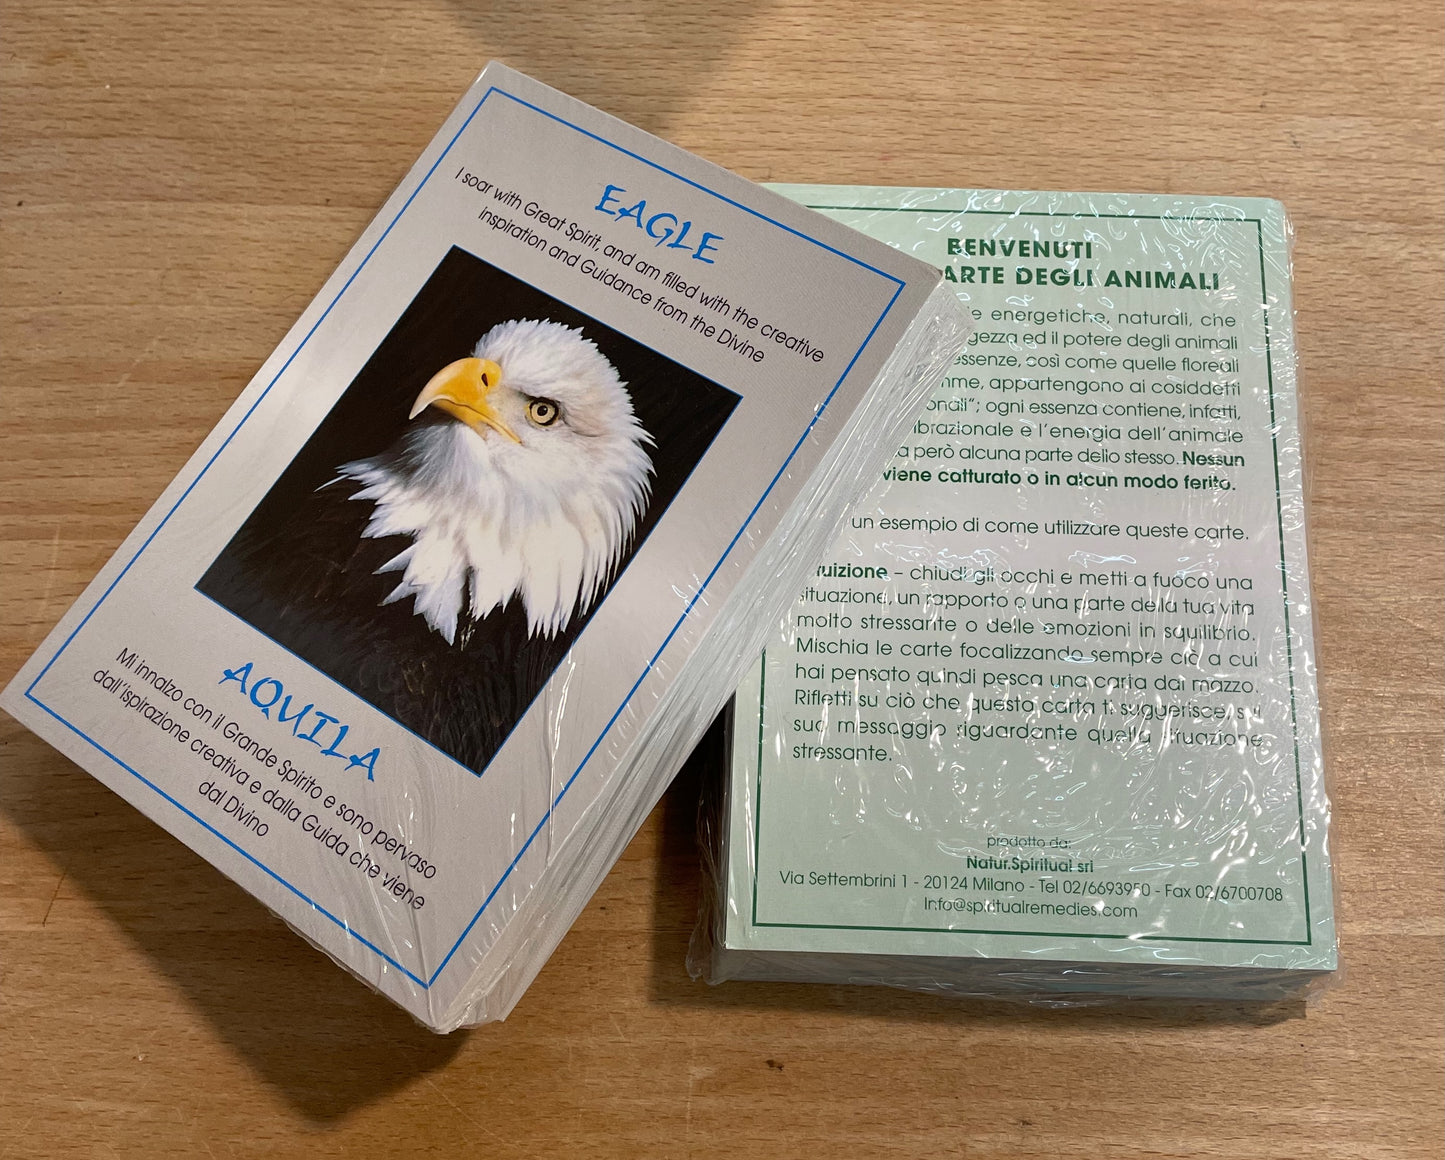 EAGLE
I soar with Great Spirit, and am filled with the creative
inspiration and Guidance from the Divine
AQUILA
Mi innalzo con il Grande Spirito e sono pervaso
dall'ispirazione creativa e dalla Guida che viene
dal Divino
BENVENUTI
ARTE DEGLI ANIMALI
energetiche, naturali, che
ed il potere degli animali
essenze, così come quelle floreali
appartengono ai cosiddetti
ogni essenza contiene, infatti,
e l'energia dell'animale
però alcuna parte dello stesso. Nessun
viene catturato o in alcun modo ferito.
un esempio di come utilizzare queste carte.
– chiudi gli occhi e metti a fuoco una
situazione, un rapporto o una parte della tua vita
molto stressante o delle emozioni in squilibrio.
Mischia le carte focalizzando sempre ciò a cui
hai pensato quindi pesca una carta dal mazzo.
Rifletti su ciò che questa carta ti suggerisce, sul
suo messaggio riguardante quella situazione
stressante.
prodotto da:
Natur.Spiritual srl
Via Settembrini 1 - 20124 Milano - Tel 02/6693950 - Fax 02/6700708
Info@spiritualremedies.com